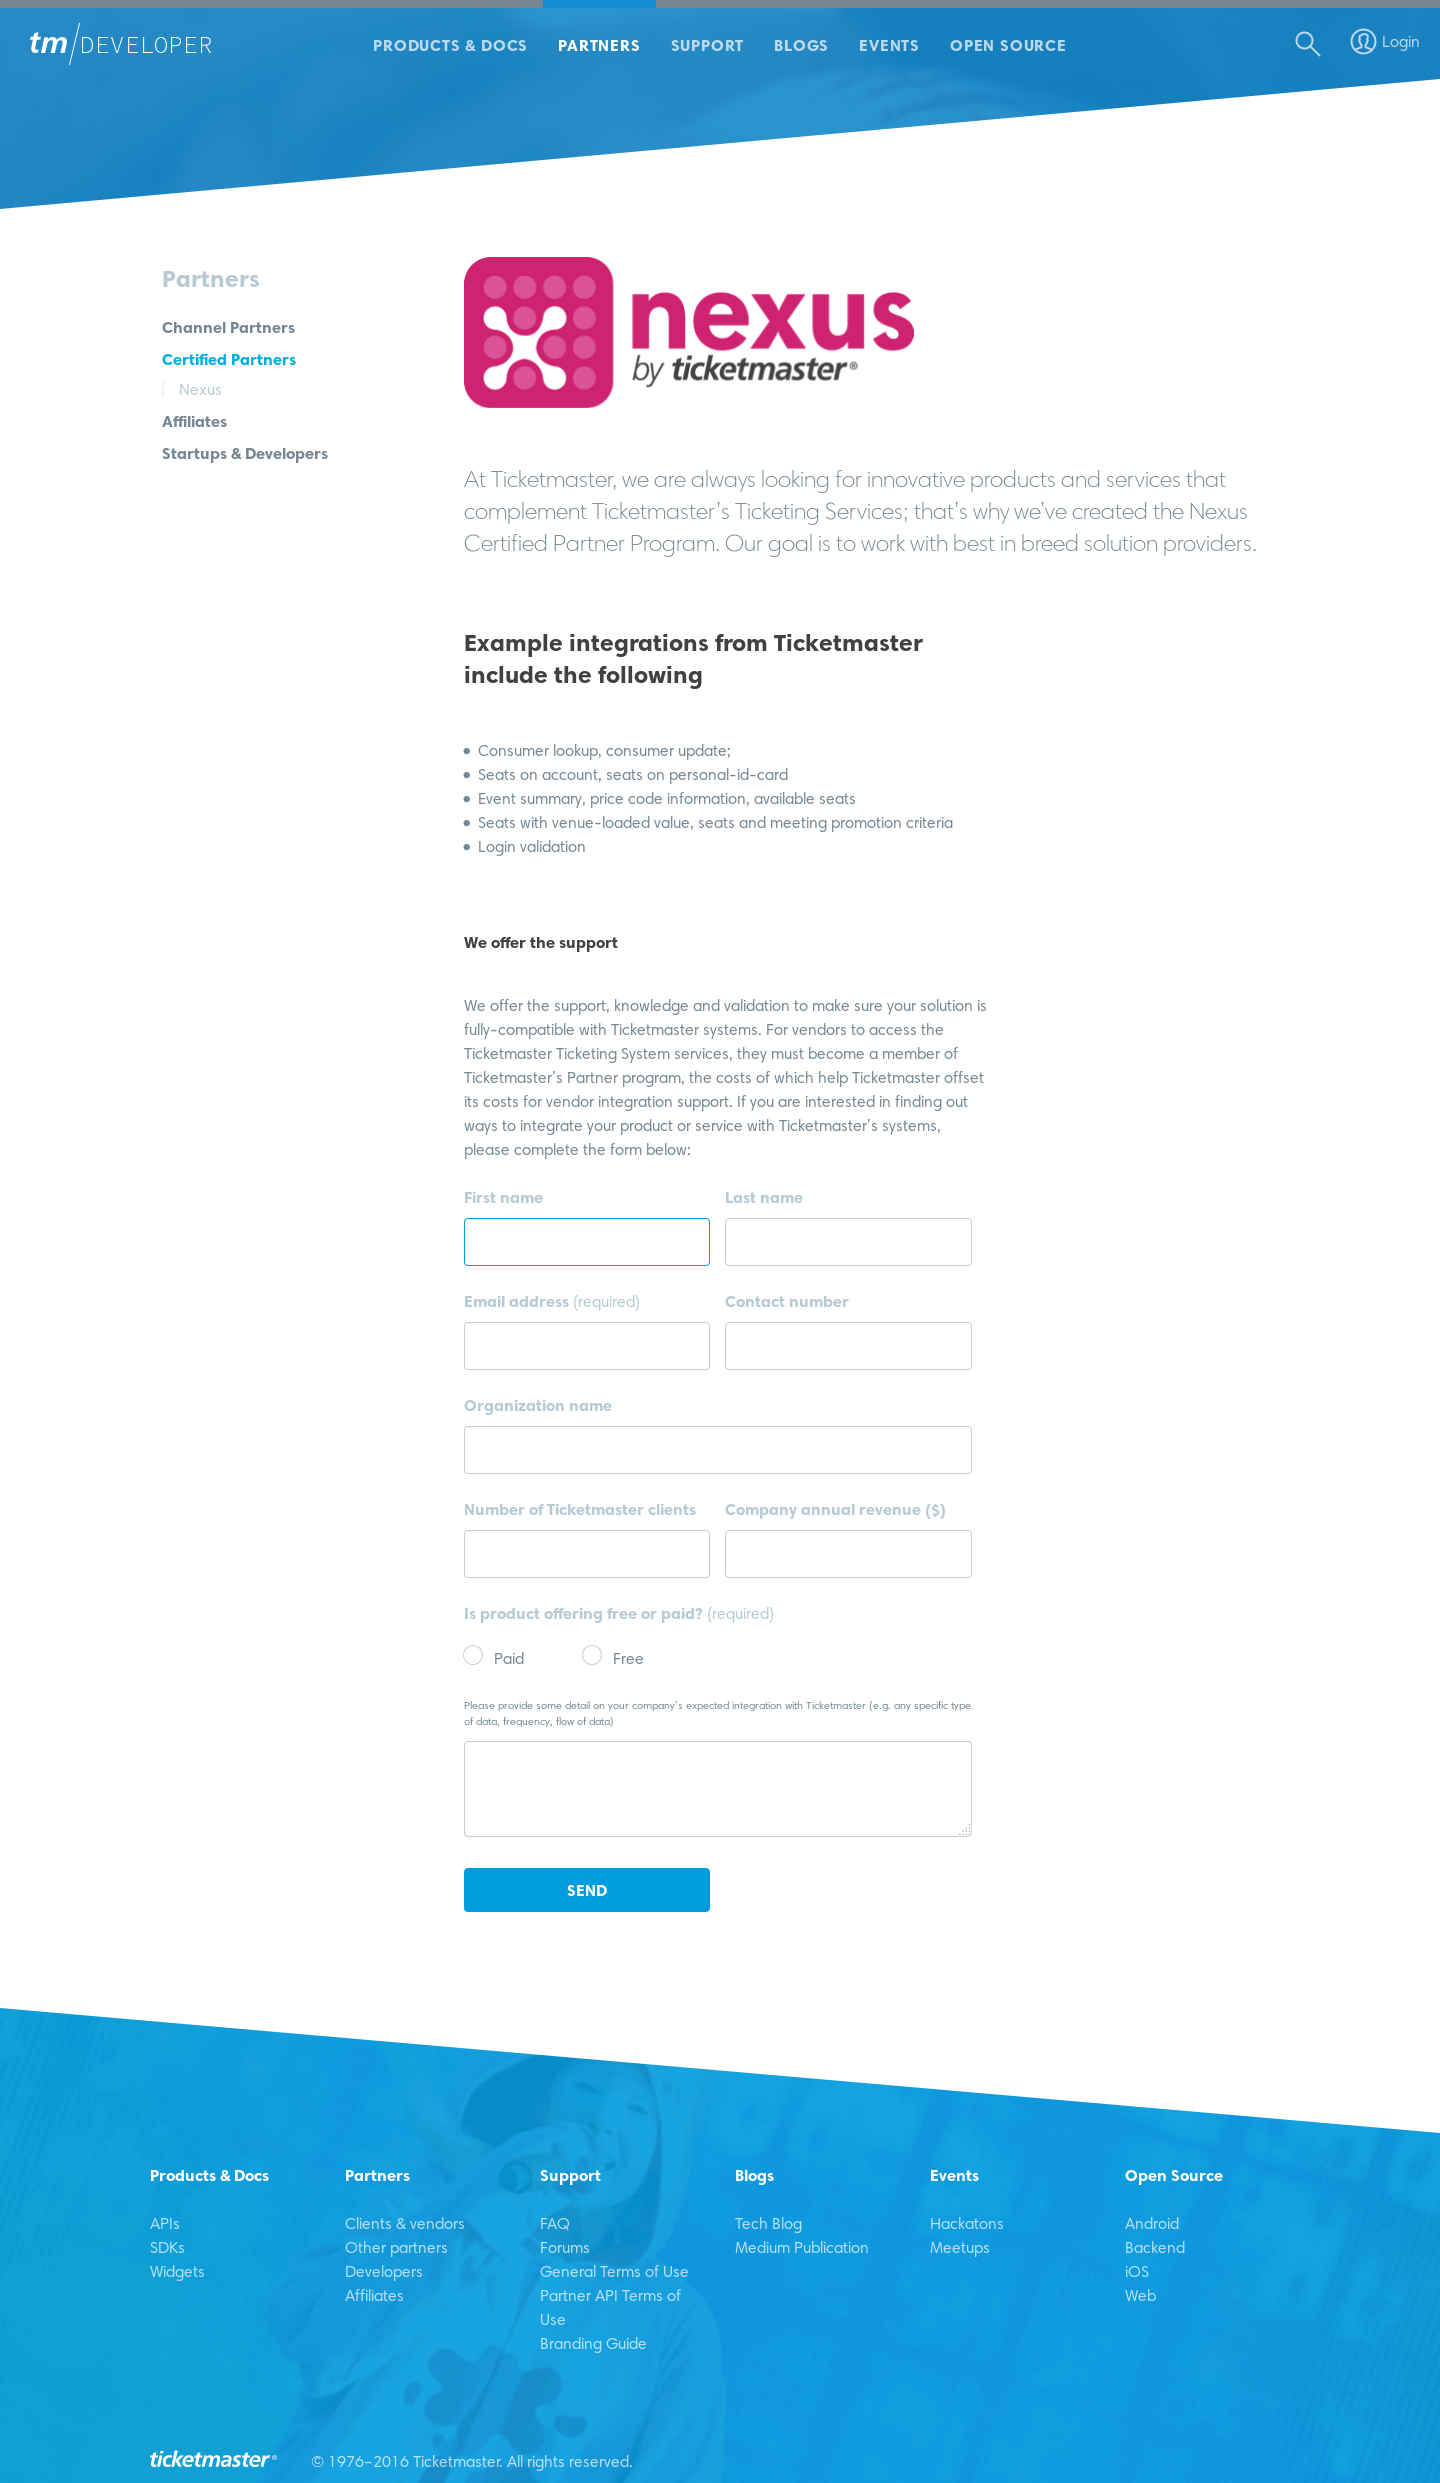 tm/DEVELOPER
PRODUCTS & DOCS
PARTNERS
SUPPORT
BLOGS
EVENTS
OPEN SOURCE
Login
Partners
Channel Partners
Certified Partners
Nexus
Affiliates
Startups & Developers
nexus
by ticketmaster®
At Ticketmaster, we are always looking for innovative products and services that
complement Ticketmaster's Ticketing Services; that's why we've created the Nexus
Certified Partner Program. Our goal is to work with best in breed solution providers.
Example integrations from Ticketmaster
include the following
• Consumer lookup, consumer update;
• Seats on account, seats on personal-id-card
• Event summary, price code information, available seats
• Seats with venue-loaded value, seats and meeting promotion criteria
• Login validation
We offer the support
We offer the support, knowledge and validation to make sure your solution is
fully-compatible with Ticketmaster systems. For vendors to access the
Ticketmaster Ticketing System services, they must become a member of
Ticketmaster's Partner program, the costs of which help Ticketmaster offset
its costs for vendor integration support. If you are interested in finding out
ways to integrate your product or service with Ticketmaster's systems,
please complete the form below:
First name
Last name
Email address (required)
Contact number
Organization name
Number of Ticketmaster clients
Company annual revenue ($)
Is product offering free or paid? (required)
Paid
Free
Please provide some detail on your company's expected integration with Ticketmaster (e.g. any specific type
of data, frequency, flow of data)
SEND
Products & Docs
APIs
SDKs
Widgets
Partners
Clients & vendors
Other partners
Developers
Affiliates
Support
FAQ
Forums
General Terms of Use
Partner API Terms of
Use
Branding Guide
Blogs
Tech Blog
Medium Publication
Events
Hackatons
Meetups
Open Source
Android
Backend
iOS
Web
ticketmaster®
© 1976–2016 Ticketmaster. All rights reserved.